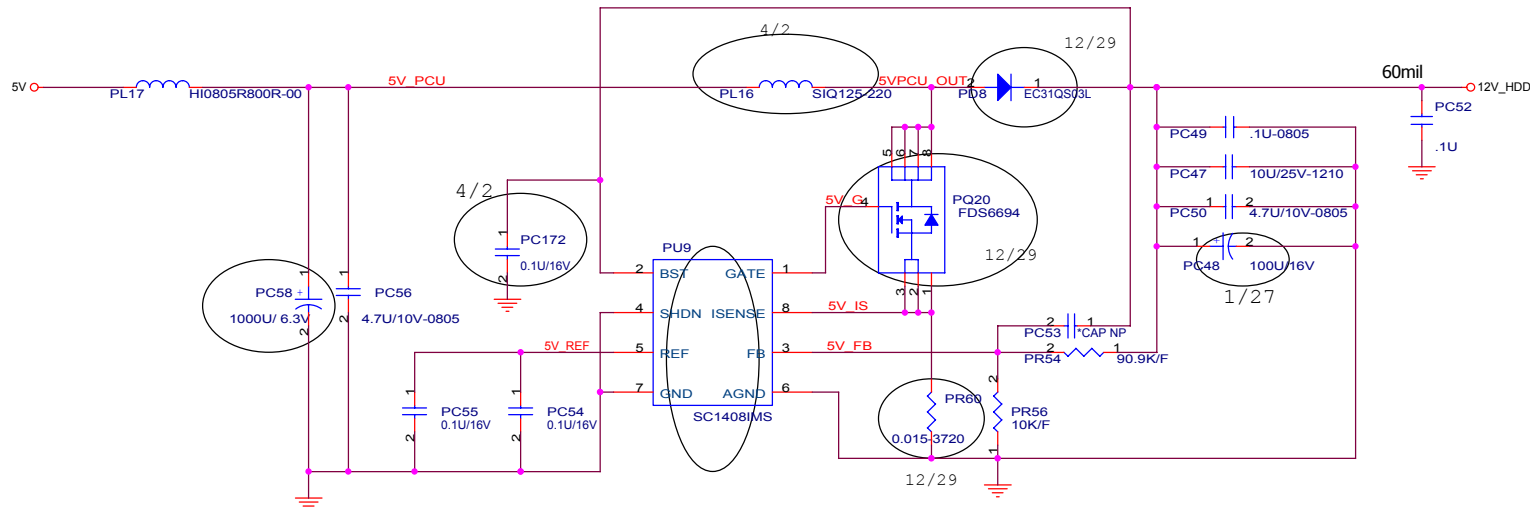 4/2
12/29
60mil
5V
PL17
HI0805R800R-00
5V_PCU
PL16
SIQ125-220
5VPCU_OUT
2
PD8
1
EC31QS03L
12V_HDD
PC52
.1U
PC49
.1U-0805
PC47
10U/25V-1210
1
PC50
2
4.7U/10V-0805
1
+
2
PC48
100U/16V
1/27
5
6
7
8
5V_G
4
PQ20
FDS6694
12/29
3
2
1
4/2
1
PC172
0.1U/16V
2
PU9
2
BST
GATE
1
4
SHDN
ISENSE
8
5
REF
FB
3
7
GND
AGND
6
SC1408IMS
5V_IS
5V_FB
5V_REF
1
PC58
+
1000U/ 6.3V
2
1
PC56
4.7U/10V-0805
2
2
PC53
1
*CAP NP
2
PR54
1
90.9K/F
1
PC55
0.1U/16V
2
1
PC54
0.1U/16V
2
PR60
0.015-3720
12/29
2
PR56
10K/F
1